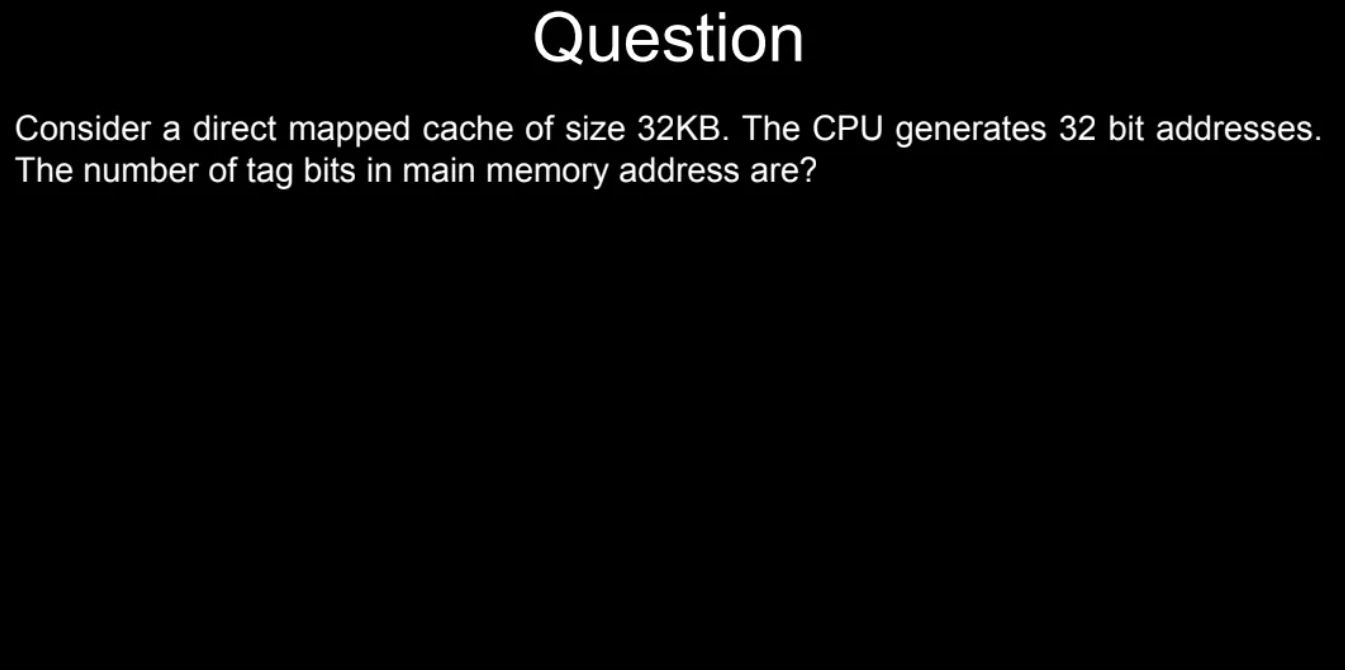 Question
Consider a direct mapped cache of size 32KB. The CPU generates 32 bit addresses.
The number of tag bits in main memory address are?